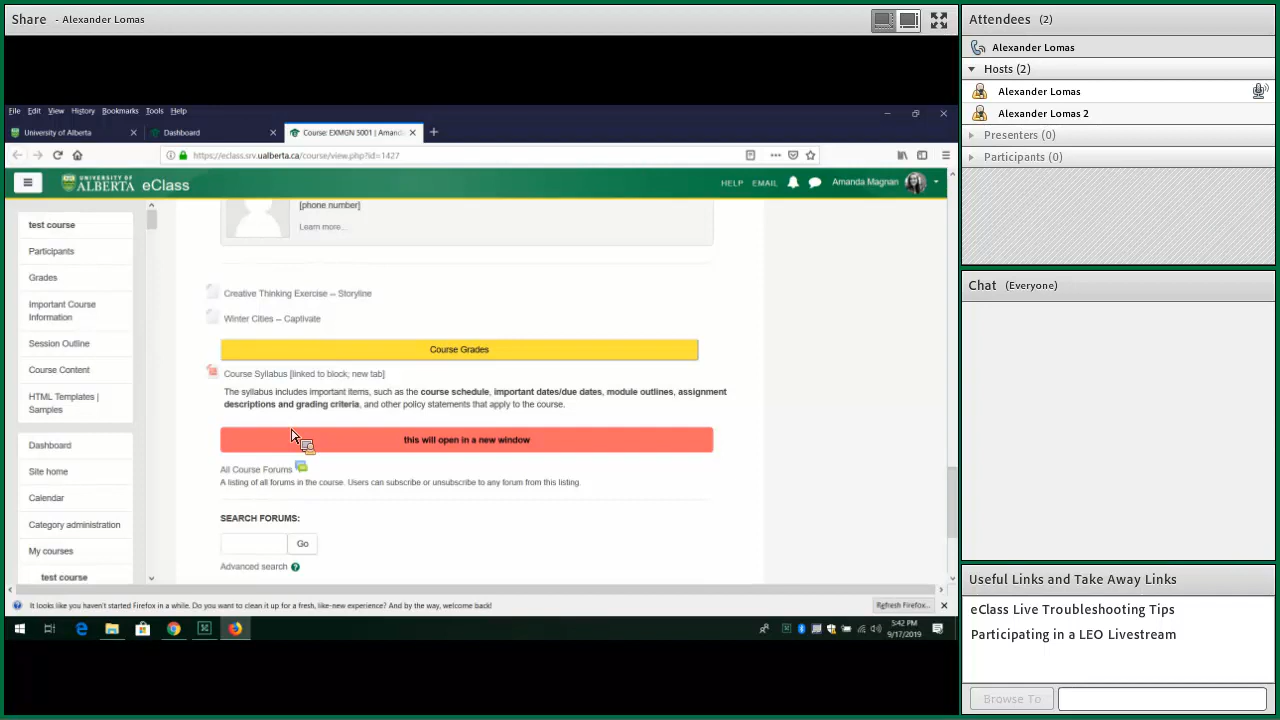 Share - Alexander Lomas
File Edit View History Bookmarks Tools Help
University of Alberta
Dashboard
Course: EXMGN 5001 | Amand
https://eclass.srv.ualberta.ca/course/view.php?id=1427
UNIVERSITY OF ALBERTA eClass
HELP EMAIL Amanda Magnan
test course
Participants
Grades
Important Course
Information
Session Outline
Course Content
HTML Templates |
Samples
Dashboard
Site home
Calendar
Category administration
My courses
test course
[phone number]
Learn more...
Creative Thinking Exercise -- Storyline
Winter Cities -- Captivate
Course Grades
Course Syllabus [linked to block; new tab]
The syllabus includes important items, such as the course schedule, important dates/due dates, module outlines, assignment
descriptions and grading criteria, and other policy statements that apply to the course.
this will open in a new window
All Course Forums
A listing of all forums in the course. Users can subscribe or unsubscribe to any forum from this listing.
SEARCH FORUMS:
Go
Advanced search
It looks like you haven't started Firefox in a while. Do you want to clean it up for a fresh, like-new experience? And by the way, welcome back!
Refresh Firefox...
5:42 PM
9/17/2019
Attendees (2)
Alexander Lomas
Hosts (2)
Alexander Lomas
Alexander Lomas 2
Presenters (0)
Participants (0)
Chat (Everyone)
Useful Links and Take Away Links
eClass Live Troubleshooting Tips
Participating in a LEO Livestream
Browse To